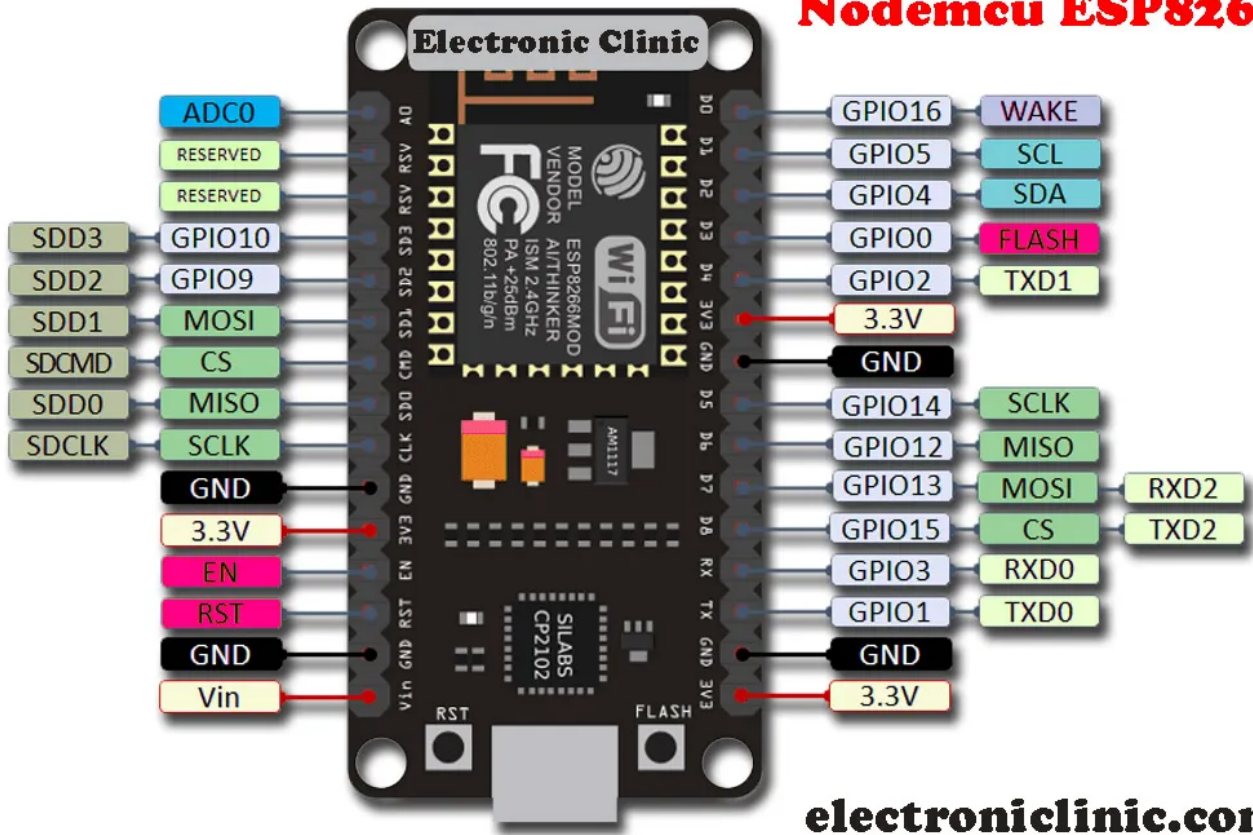 Nodemcu ESP826
Electronic Clinic
ADC0 A0 D0 GPIO16 WAKE
RESERVED RSV D1 GPIO5 SCL
RESERVED RSV D2 GPIO4 SDA
SDD3 GPIO10 SD3 D3 GPIO0 FLASH
SDD2 GPIO9 SD2 D4 GPIO2 TXD1
SDD1 MOSI SD1 3V3 3.3V
SDCMD CS CMD GND GND
SDD0 MISO SD0 D5 GPIO14 SCLK
SDCLK SCLK CLK D6 GPIO12 MISO
GND GND D7 GPIO13 MOSI RXD2
3.3V 3V3 D8 GPIO15 CS TXD2
EN EN RX GPIO3 RXD0
RST RST TX GPIO1 TXD0
GND GND GND GND
Vin Vin 3V3 3.3V
MODEL ESP8266MOD
VENDOR AI/THINKER
ISM 2.4GHz
PA +25dBm
802.11b/g/n
FC
Wi Fi
AM1117
SILABS
CP2102
RST
FLASH
electroniclinic.com